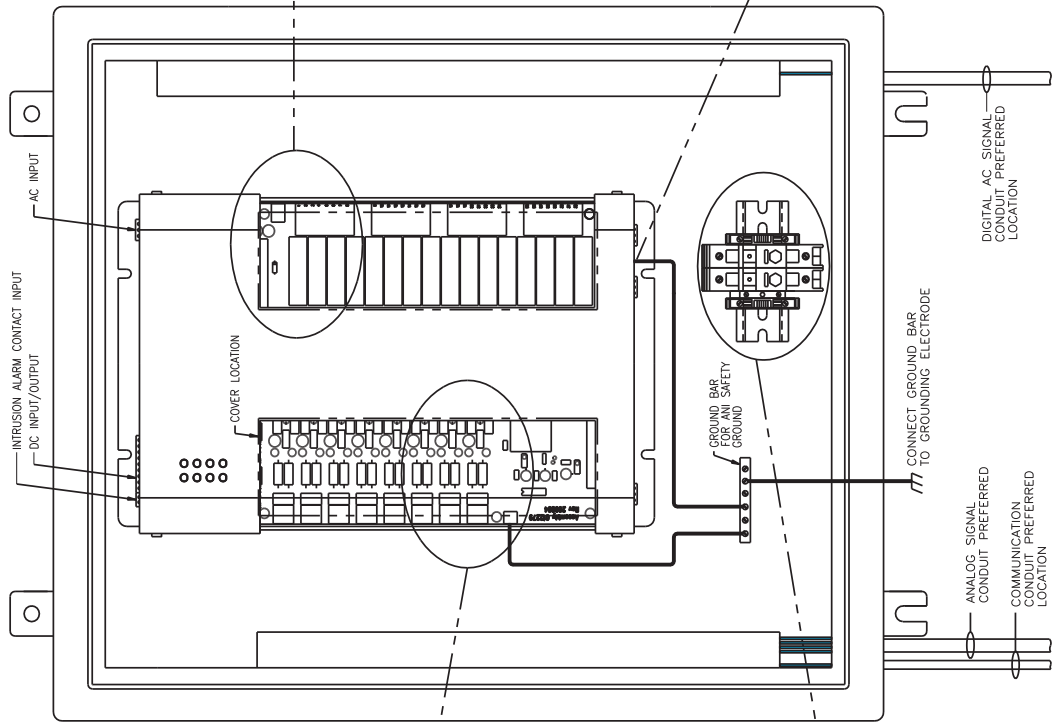 AC INPUT
INTRUSION ALARM CONTACT INPUT
DC INPUT/OUTPUT
COVER LOCATION
GROUND BAR
FOR ANI SAFETY
GROUND
CONNECT GROUND BAR
TO GROUNDING ELECTRODE
DIGITAL AC SIGNAL
CONDUIT PREFERRED
LOCATION
ANALOG SIGNAL
CONDUIT PREFERRED
COMMUNICATION
CONDUIT PREFERRED
LOCATION